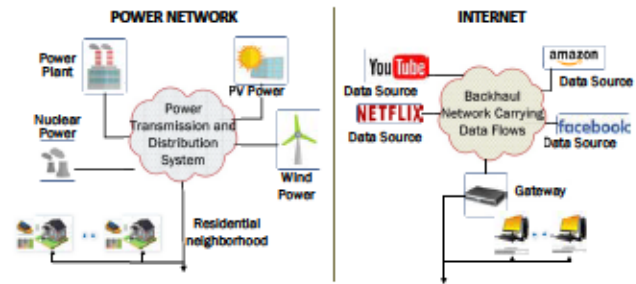 POWER NETWORK
Power
Plant
PV Power
Nuclear
Power
Power
Transmission and
Distribution
System
Wind
Power
Residential
neighborhood
INTERNET
YouTube
Data Source
amazon
Data Source
NETFLIX
Data Source
Backhaul
Network Carrying
Data Flows
facebook
Data Source
Gateway